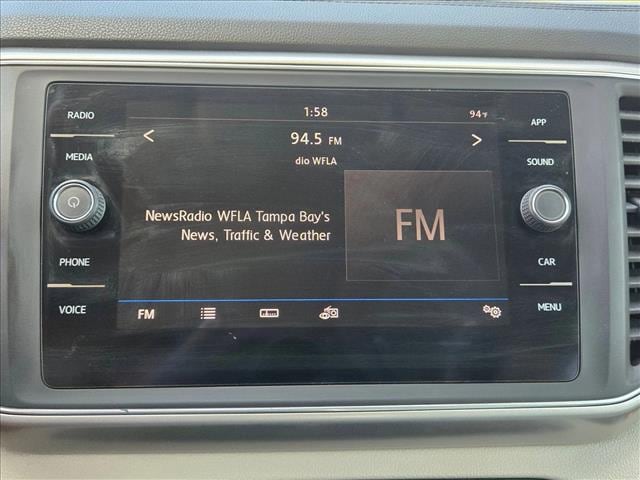 RADIO
1:58
94°F
APP
MEDIA
< 94.5 FM >
SOUND
dio WFLA
NewsRadio WFLA Tampa Bay's
News, Traffic & Weather
FM
PHONE
CAR
VOICE
FM
MENU